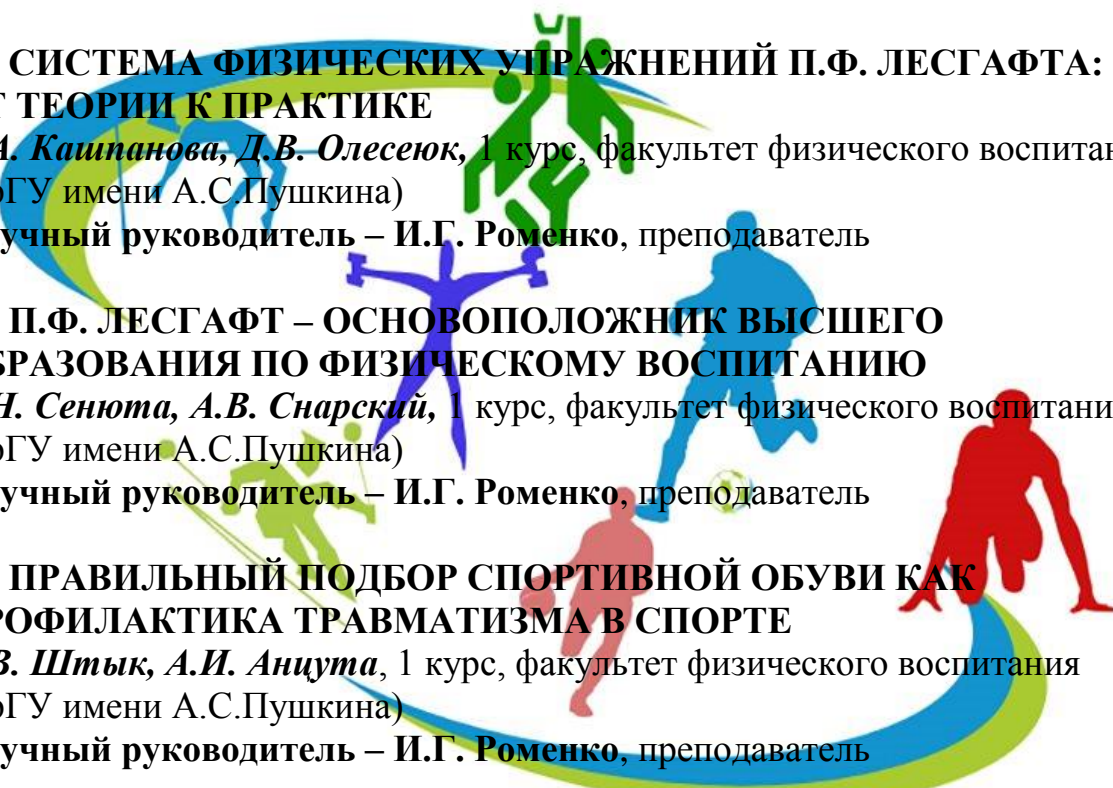 СИСТЕМА ФИЗИЧЕСКИХ УПРАЖНЕНИЙ П.Ф. ЛЕСГАФТА:
Т ТЕОРИИ К ПРАКТИКЕ
А. Кашпанова, Д.В. Олесеюк, 1 курс, факультет физического воспитан
рГУ имени А.С.Пушкина)
учный руководитель – И.Г. Роменко, преподаватель
П.Ф. ЛЕСГАФТ – ОСНОВОПОЛОЖНИК ВЫСШЕГО
БРАЗОВАНИЯ ПО ФИЗИЧЕСКОМУ ВОСПИТАНИЮ
Н. Сенюта, А.В. Снарский, 1 курс, факультет физического воспитани
рГУ имени А.С.Пушкина)
учный руководитель – И.Г. Роменко, преподаватель
ПРАВИЛЬНЫЙ ПОДБОР СПОРТИВНОЙ ОБУВИ КАК
РОФИЛАКТИКА ТРАВМАТИЗМА В СПОРТЕ
В. Штык, А.И. Анцута, 1 курс, факультет физического воспитания
рГУ имени А.С.Пушкина)
учный руководитель – И.Г. Роменко, преподаватель